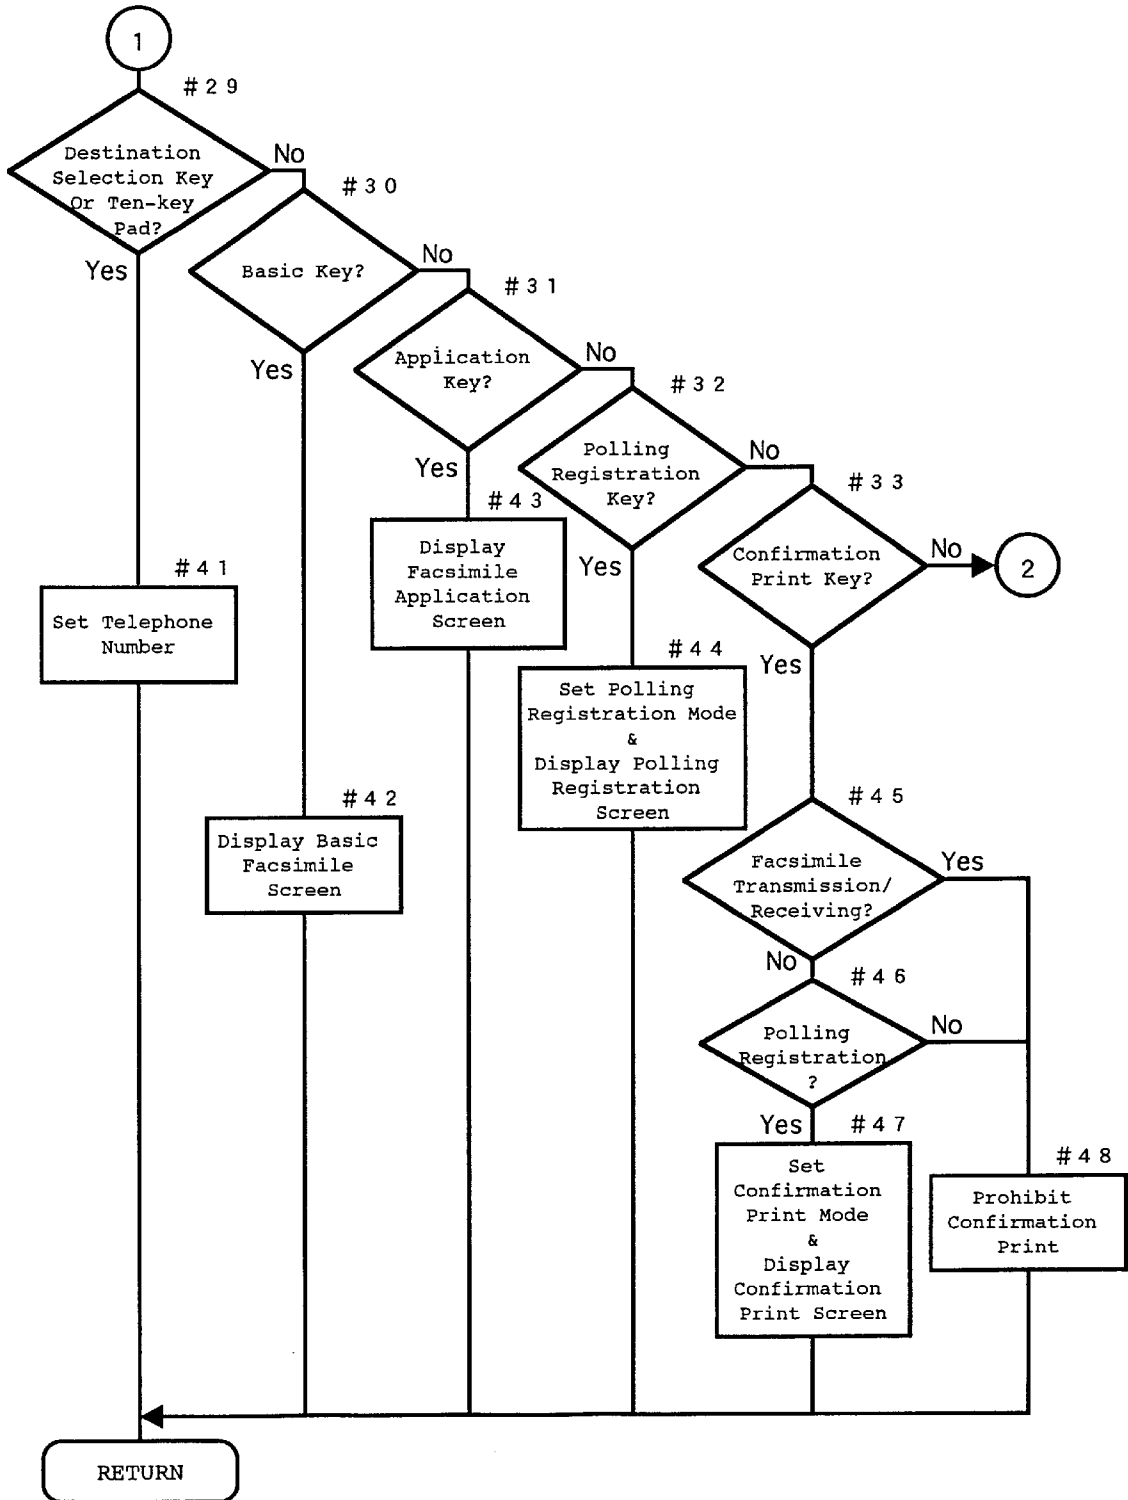 1
#29
Destination
Selection Key
Or Ten-key
Pad?
No
Yes
#30
Basic Key?
No
Yes
#31
Application
Key?
No
Yes
#32
Polling
Registration
Key?
No
Yes
#33
Confirmation
Print Key?
No
2
Yes
#41
Set Telephone
Number
#42
Display Basic
Facsimile
Screen
#43
Display
Facsimile
Application
Screen
#44
Set Polling
Registration Mode
&
Display Polling
Registration
Screen
#45
Facsimile
Transmission/
Receiving?
Yes
No
#46
Polling
Registration
?
No
Yes
#47
Set
Confirmation
Print Mode
&
Display
Confirmation
Print Screen
#48
Prohibit
Confirmation
Print
RETURN